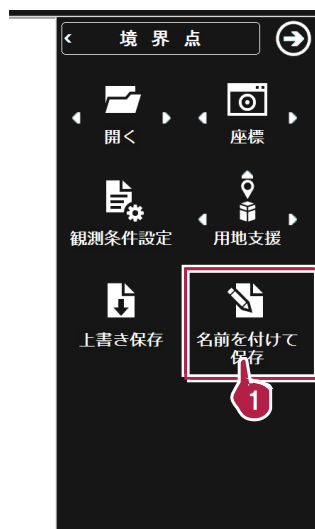 境 界 点
開く
座標
観測条件設定
用地支援
上書き保存
名前を付けて
保存
1